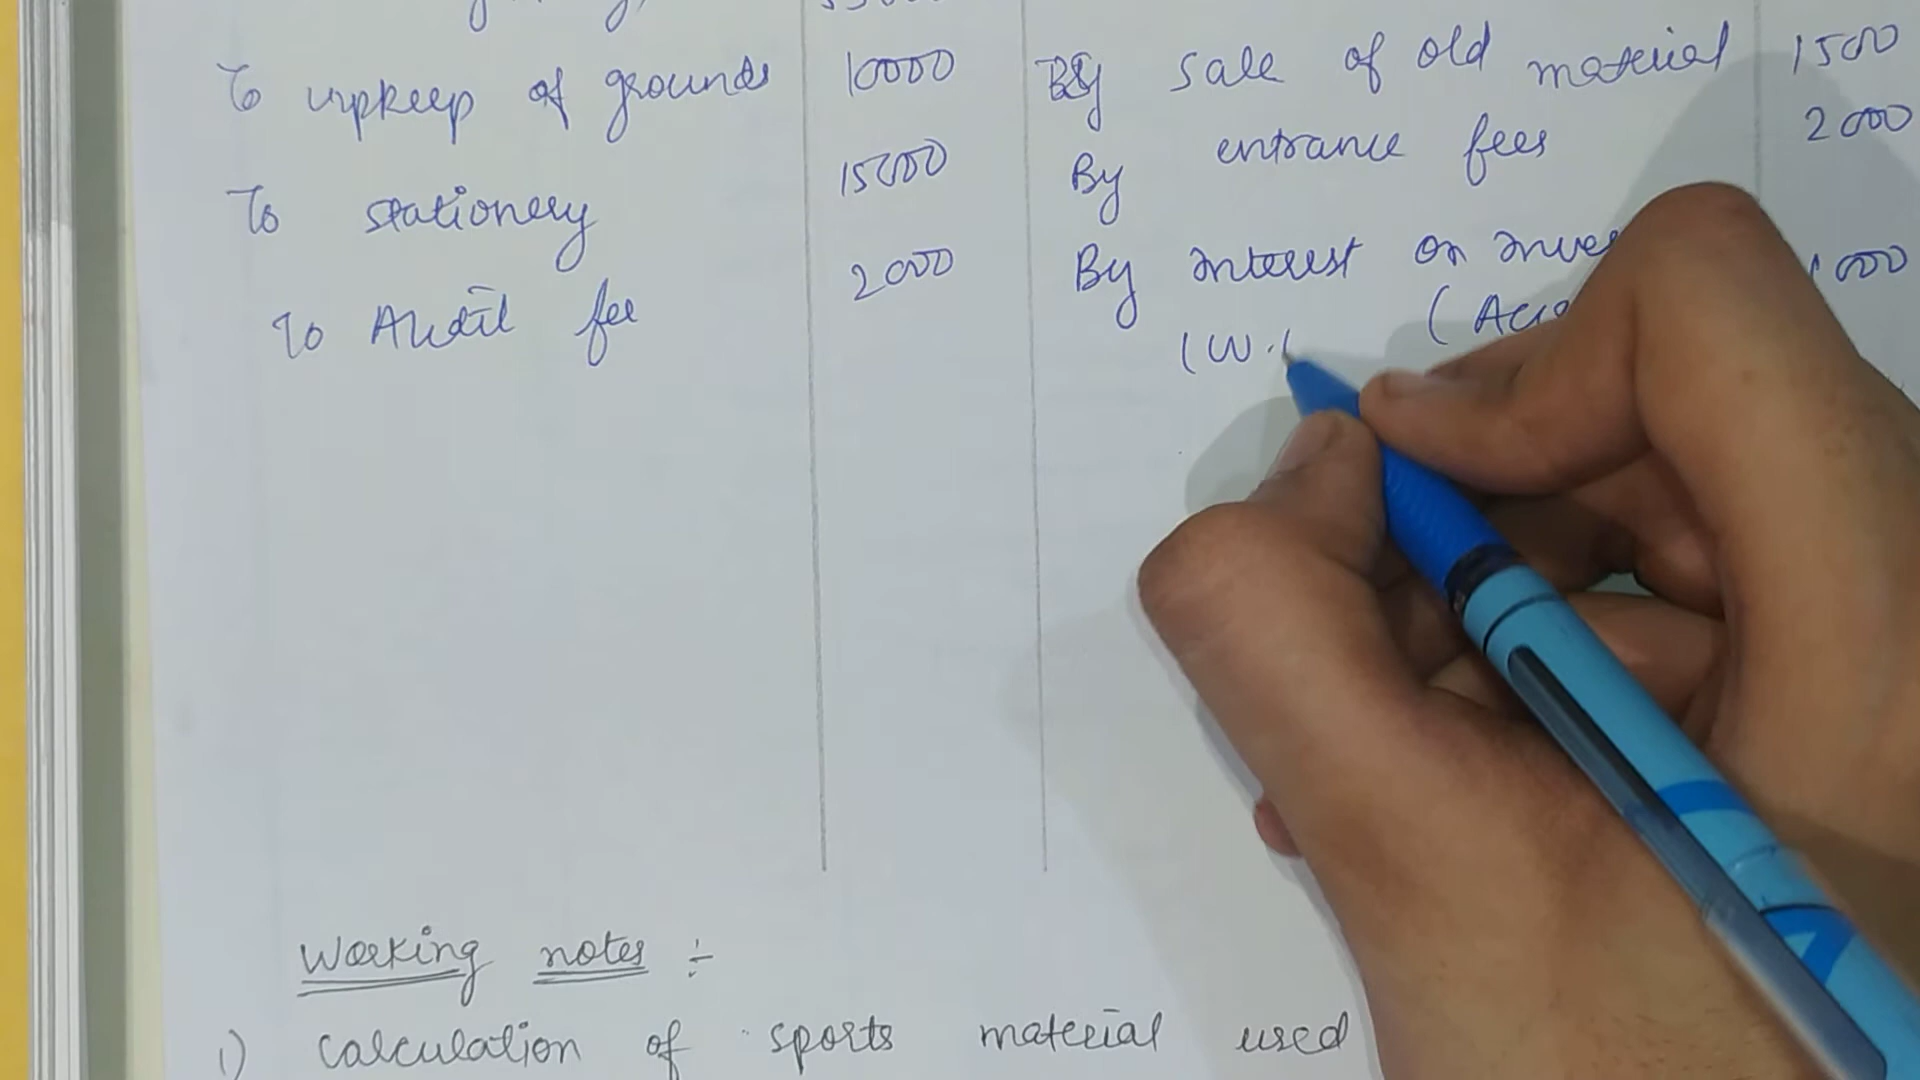 To upkeep of grounds 10000 By sale of old material 1500
To stationery 15000 By entrance fees 2000
To Audit fee 2000 By interest on
(W.
Working notes :-
1) calculation of sports material used